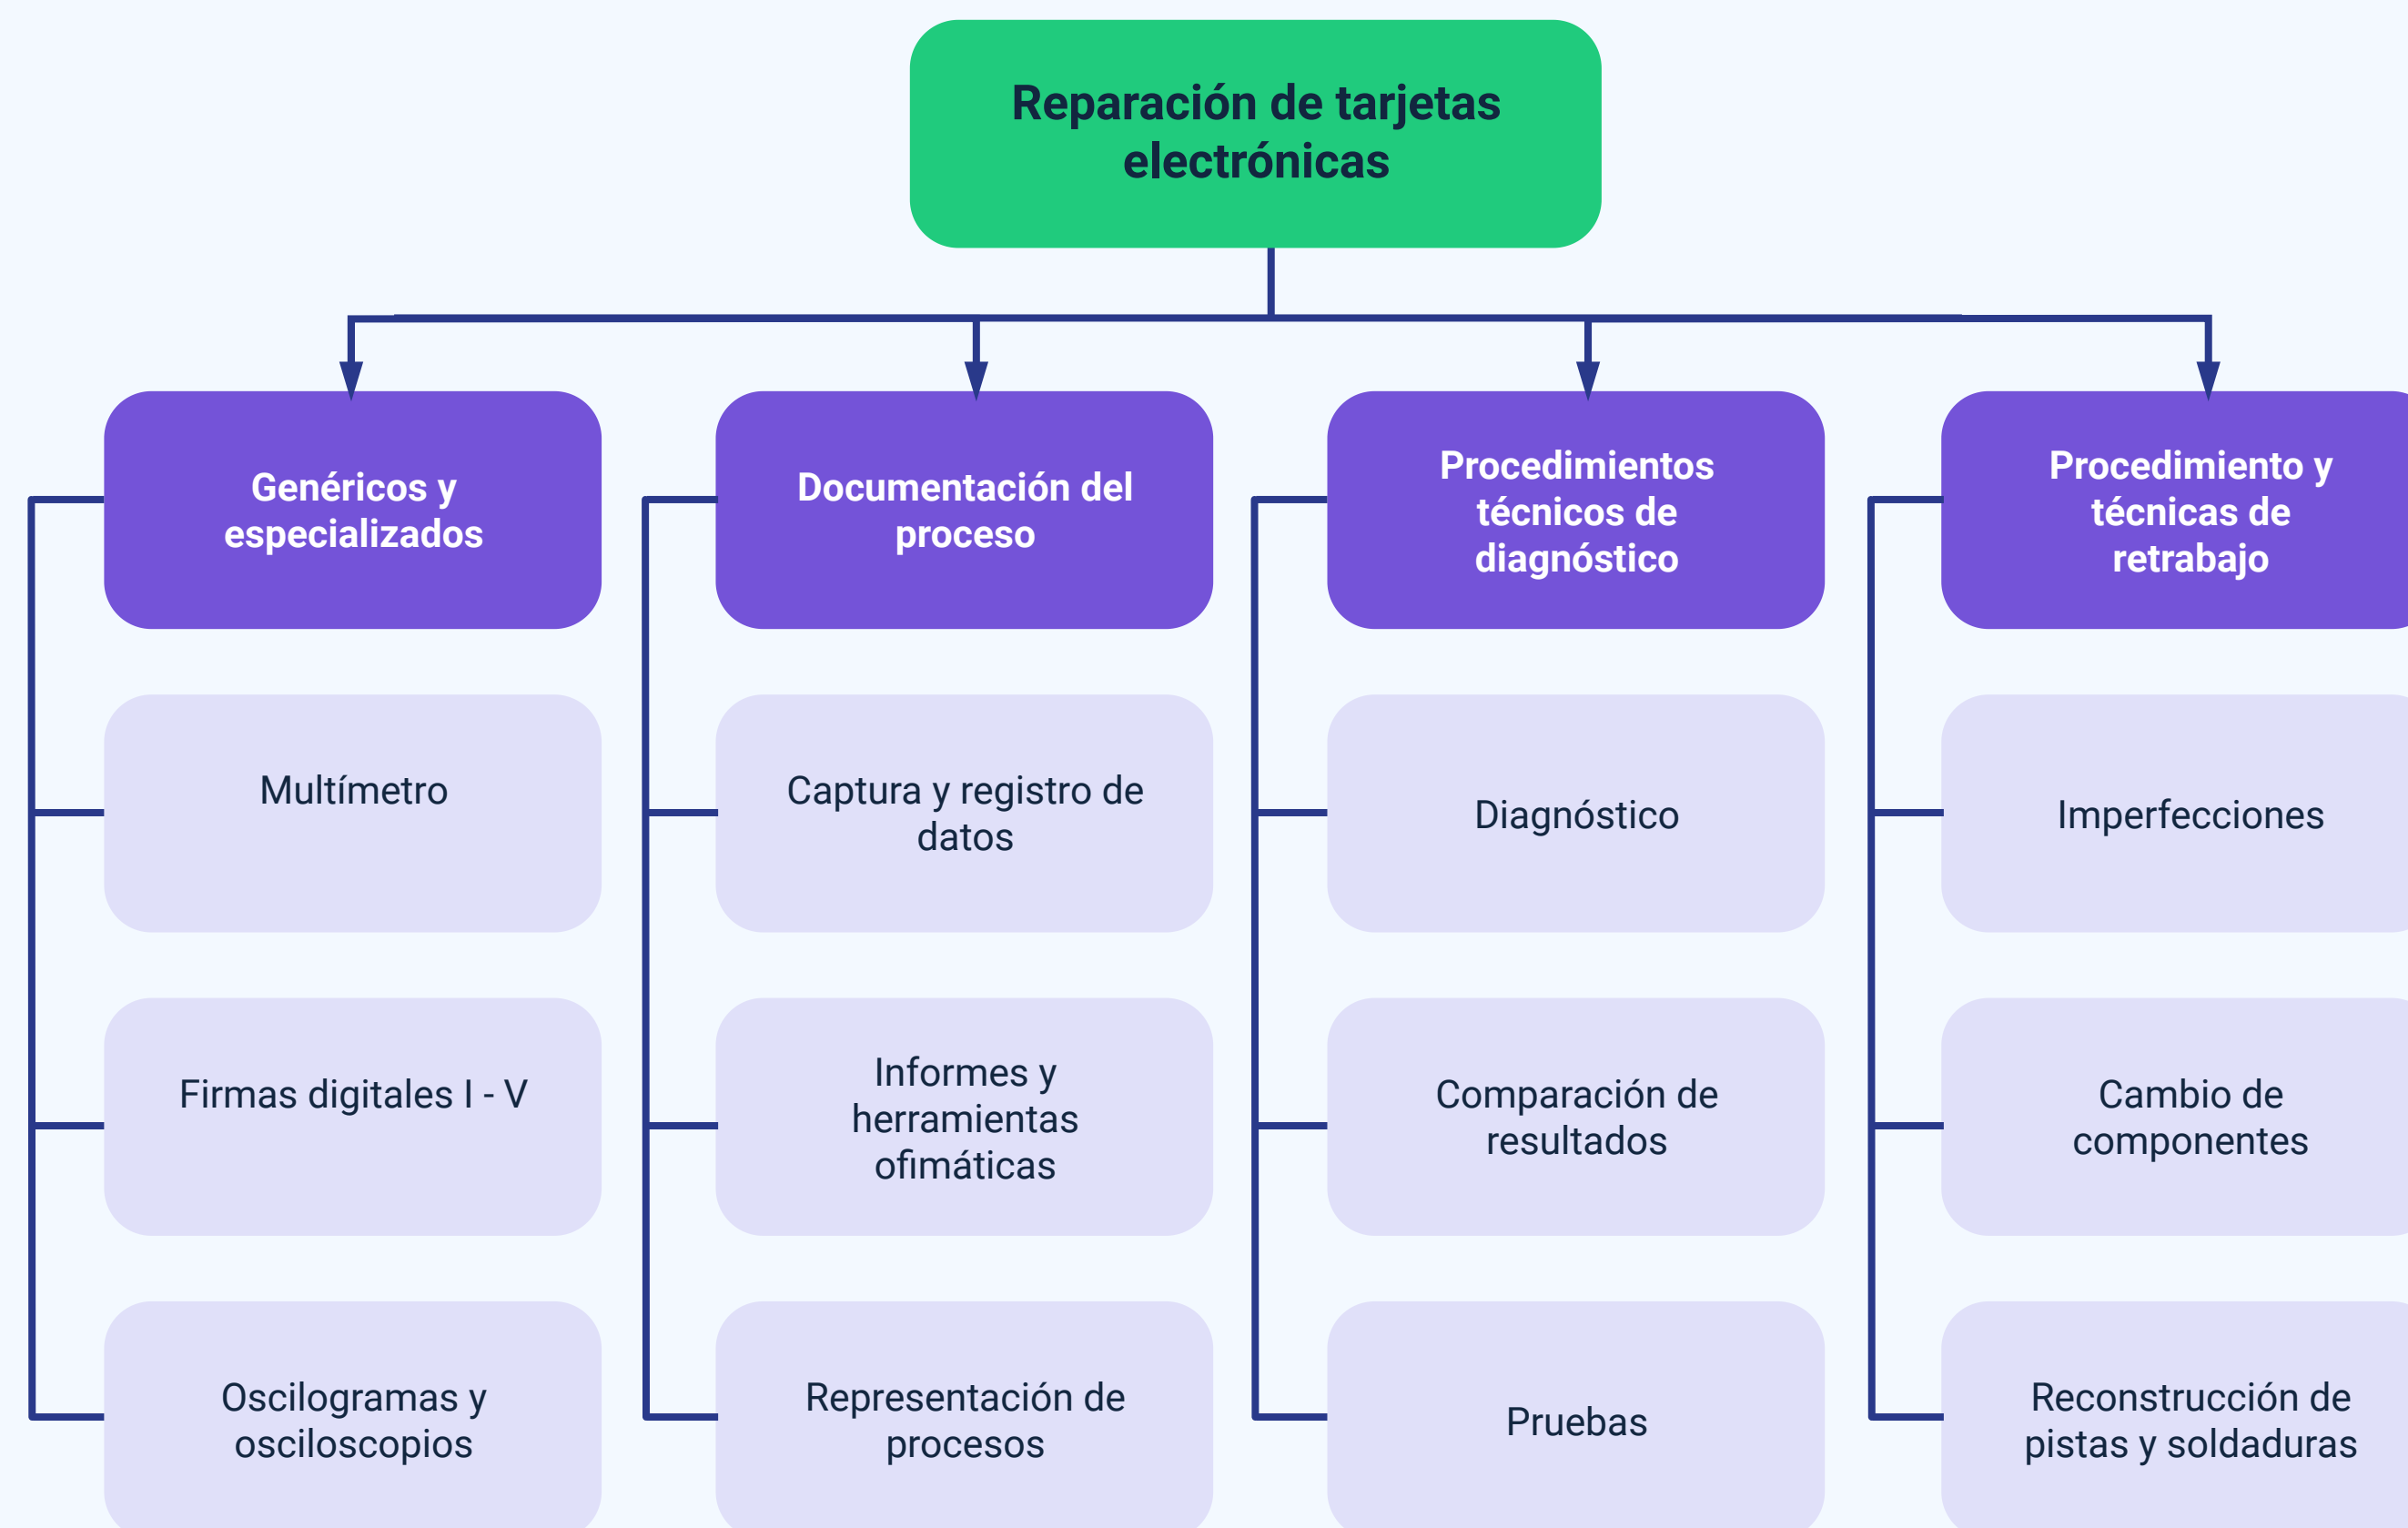 Reparación de tarjetas
electrónicas
Genéricos y
especializados
Documentación del
proceso
Procedimientos
técnicos de
diagnóstico
Procedimiento y
técnicas de
retrabajo
Multímetro
Captura y registro de
datos
Diagnóstico
Imperfecciones
Firmas digitales I - V
Informes y
herramientas
ofimáticas
Comparación de
resultados
Cambio de
componentes
Oscilogramas y
osciloscopios
Representación de
procesos
Pruebas
Reconstrucción de
pistas y soldaduras